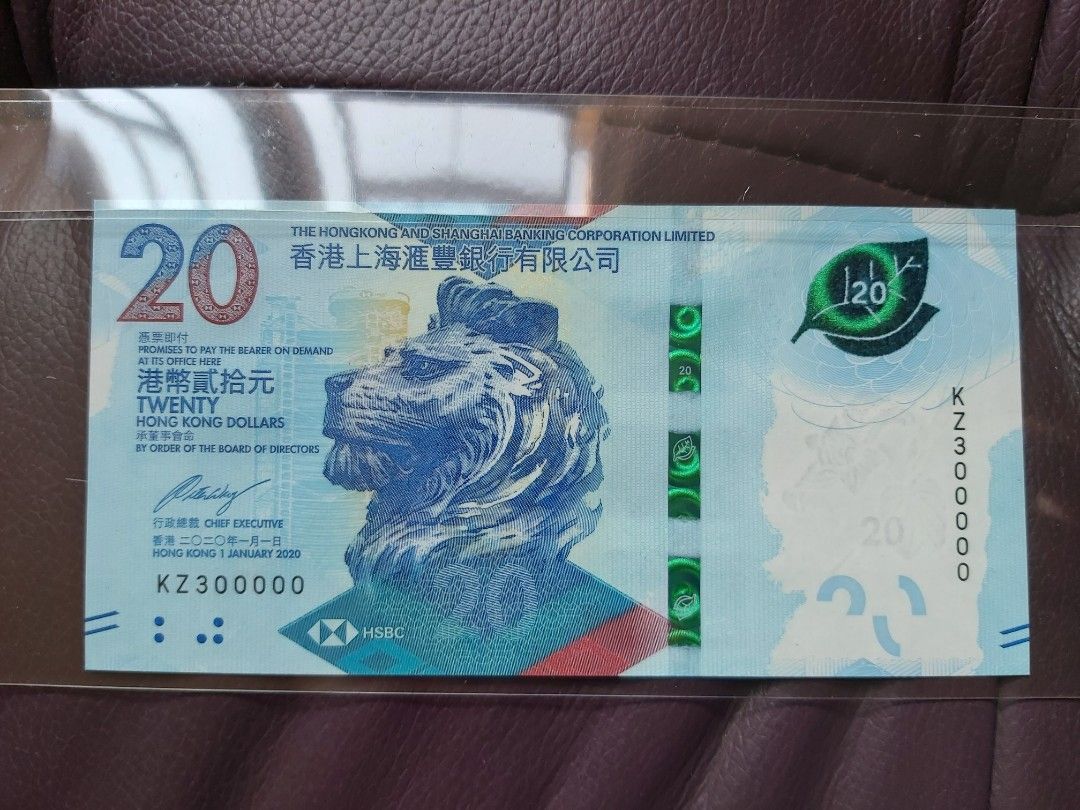 20
THE HONGKONG AND SHANGHAI BANKING CORPORATION LIMITED
香港上海滙豐銀行有限公司
憑票即付
PROMISES TO PAY THE BEARER ON DEMAND
AT ITS OFFICE HERE
港幣貳拾元
TWENTY
HONG KONG DOLLARS
承董事會命
BY ORDER OF THE BOARD OF DIRECTORS
行政總裁 CHIEF EXECUTIVE
香港 二〇二〇年一月一日
HONG KONG 1 JANUARY 2020
KZ300000
HSBC
20
20
20
KZ300000
20
20